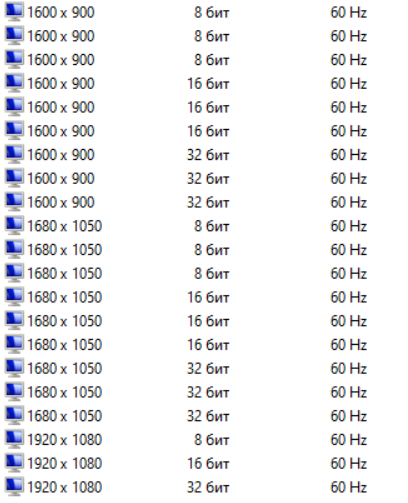 1600 x 900 8 бит 60 Hz
1600 x 900 8 бит 60 Hz
1600 x 900 8 бит 60 Hz
1600 x 900 16 бит 60 Hz
1600 x 900 16 бит 60 Hz
1600 x 900 16 бит 60 Hz
1600 x 900 32 бит 60 Hz
1600 x 900 32 бит 60 Hz
1600 x 900 32 бит 60 Hz
1680 x 1050 8 бит 60 Hz
1680 x 1050 8 бит 60 Hz
1680 x 1050 8 бит 60 Hz
1680 x 1050 16 бит 60 Hz
1680 x 1050 16 бит 60 Hz
1680 x 1050 16 бит 60 Hz
1680 x 1050 32 бит 60 Hz
1680 x 1050 32 бит 60 Hz
1680 x 1050 32 бит 60 Hz
1920 x 1080 8 бит 60 Hz
1920 x 1080 16 бит 60 Hz
1920 x 1080 32 бит 60 Hz